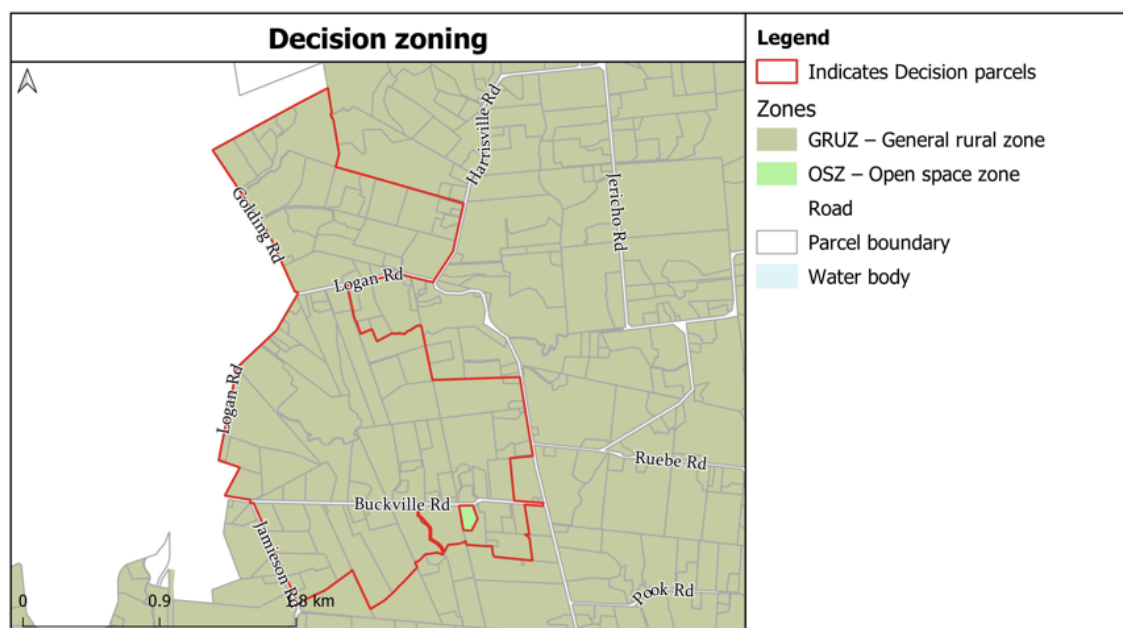 Decision zoning
Harrisville Rd
Jericho Rd
Golding Rd
Logan Rd
Logan Rd
Ruebe Rd
Buckville Rd
Jamieson Rd
Pook Rd
0
0.9
1.8 km
Legend
Indicates Decision parcels
Zones
GRUZ – General rural zone
OSZ – Open space zone
Road
Parcel boundary
Water body